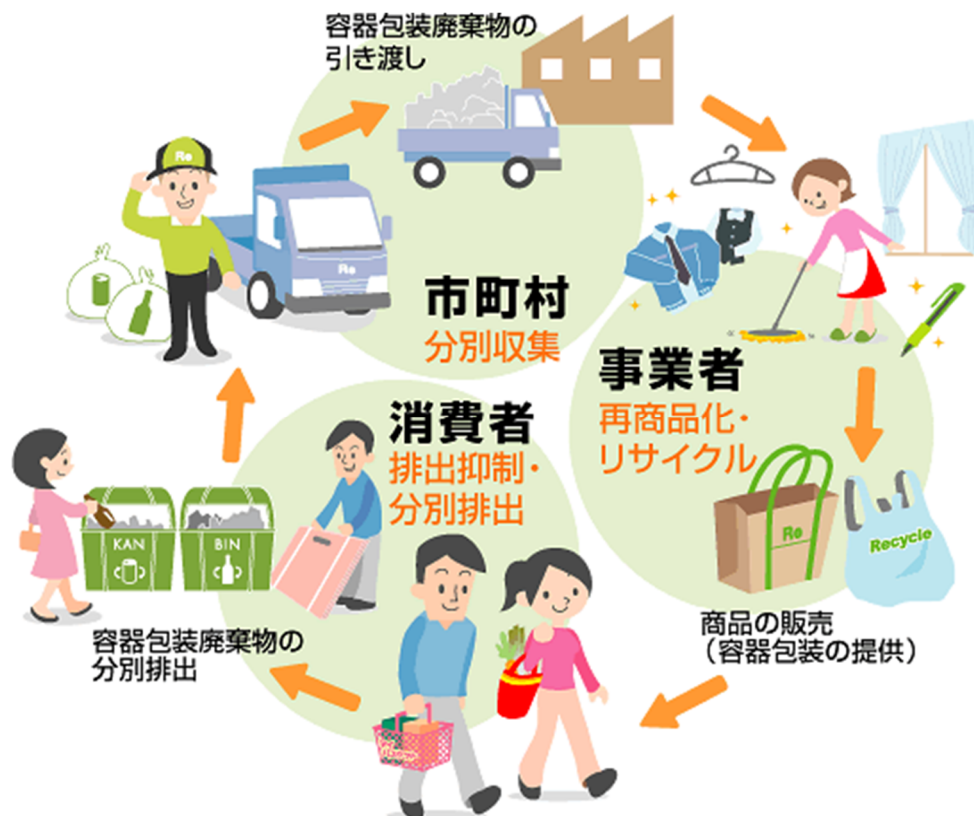 容器包装廃棄物の
引き渡し
Re
Re
市町村
分別収集
事業者
再商品化・
リサイクル
消費者
排出抑制・
分別排出
KAN
BIN
Re
Recycle
容器包装廃棄物の
分別排出
商品の販売
（容器包装の提供）